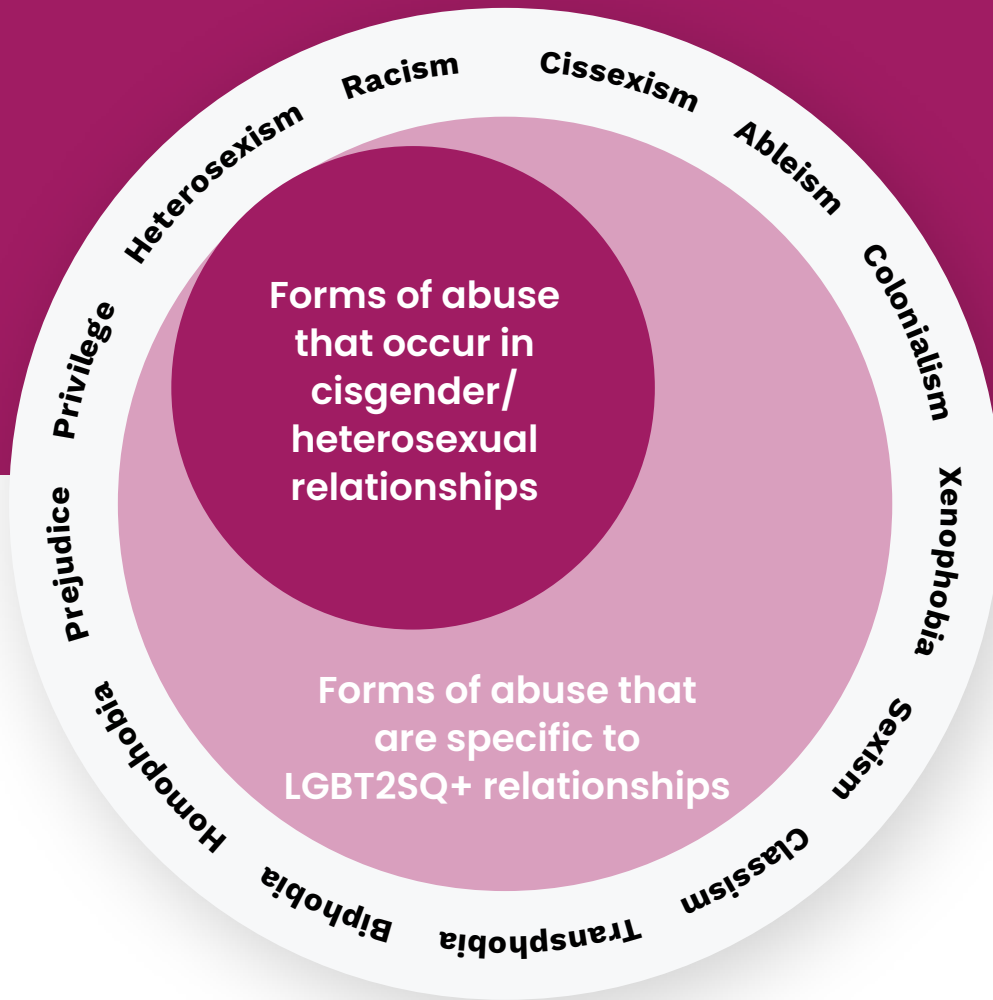 Racism
Cissexism
Ableism
Colonialism
Xenophobia
Sexism
Classism
Transphobia
Biphobia
Homophobia
Prejudice
Privilege
Heterosexism
Forms of abuse
that occur in
cisgender/
heterosexual
relationships
Forms of abuse that
are specific to
LGBT2SQ+ relationships